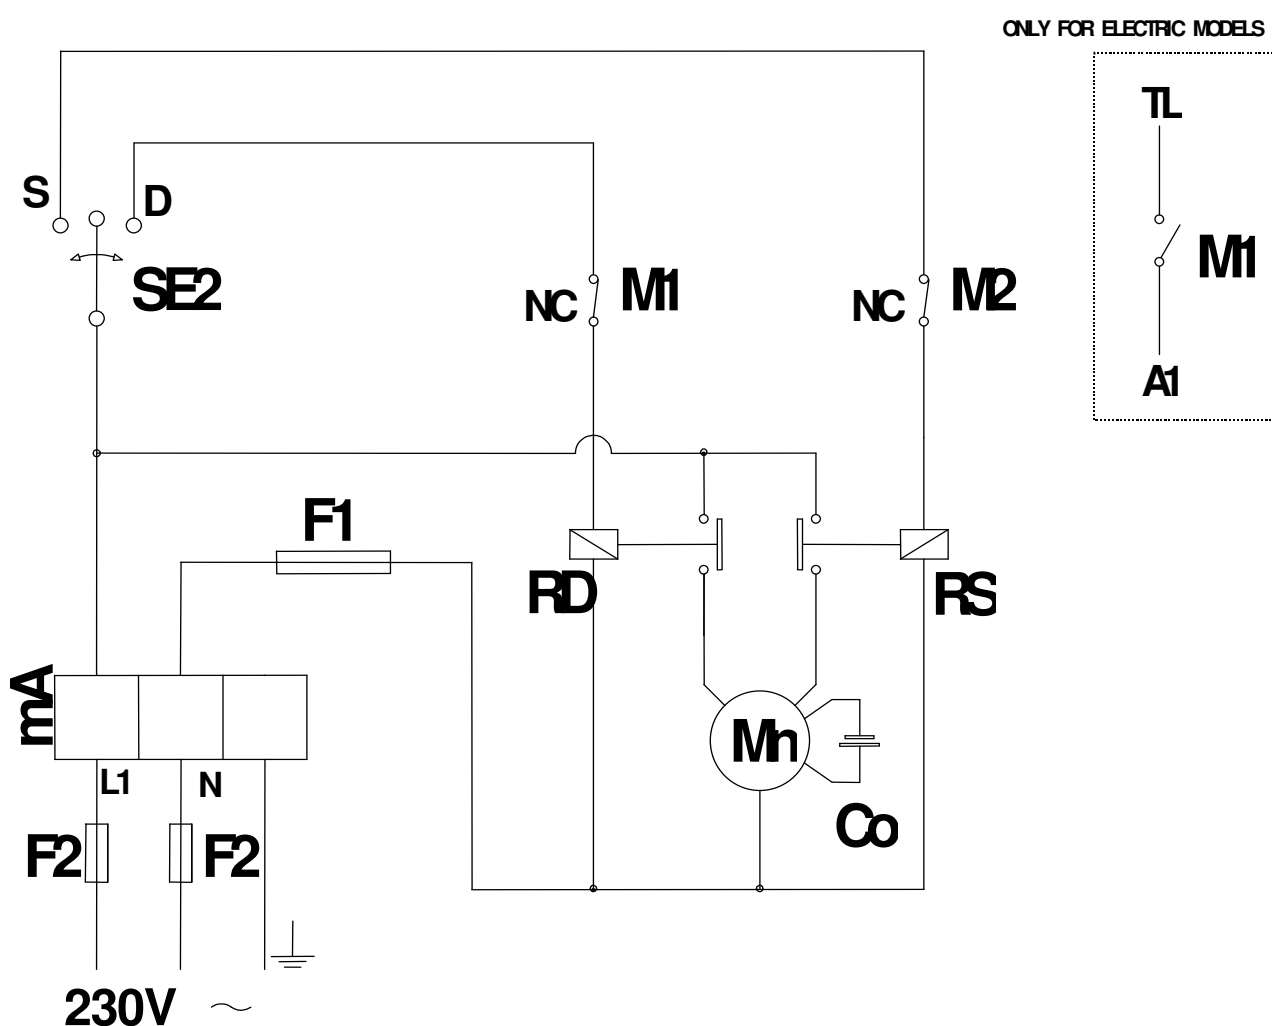 ONLY FOR ELECTRIC MODELS
TL
S
D
SE2
NC
M1
NC
M2
M1
A1
F1
RD
RS
mA
Mn
L1
N
Co
F2
F2
230V ~